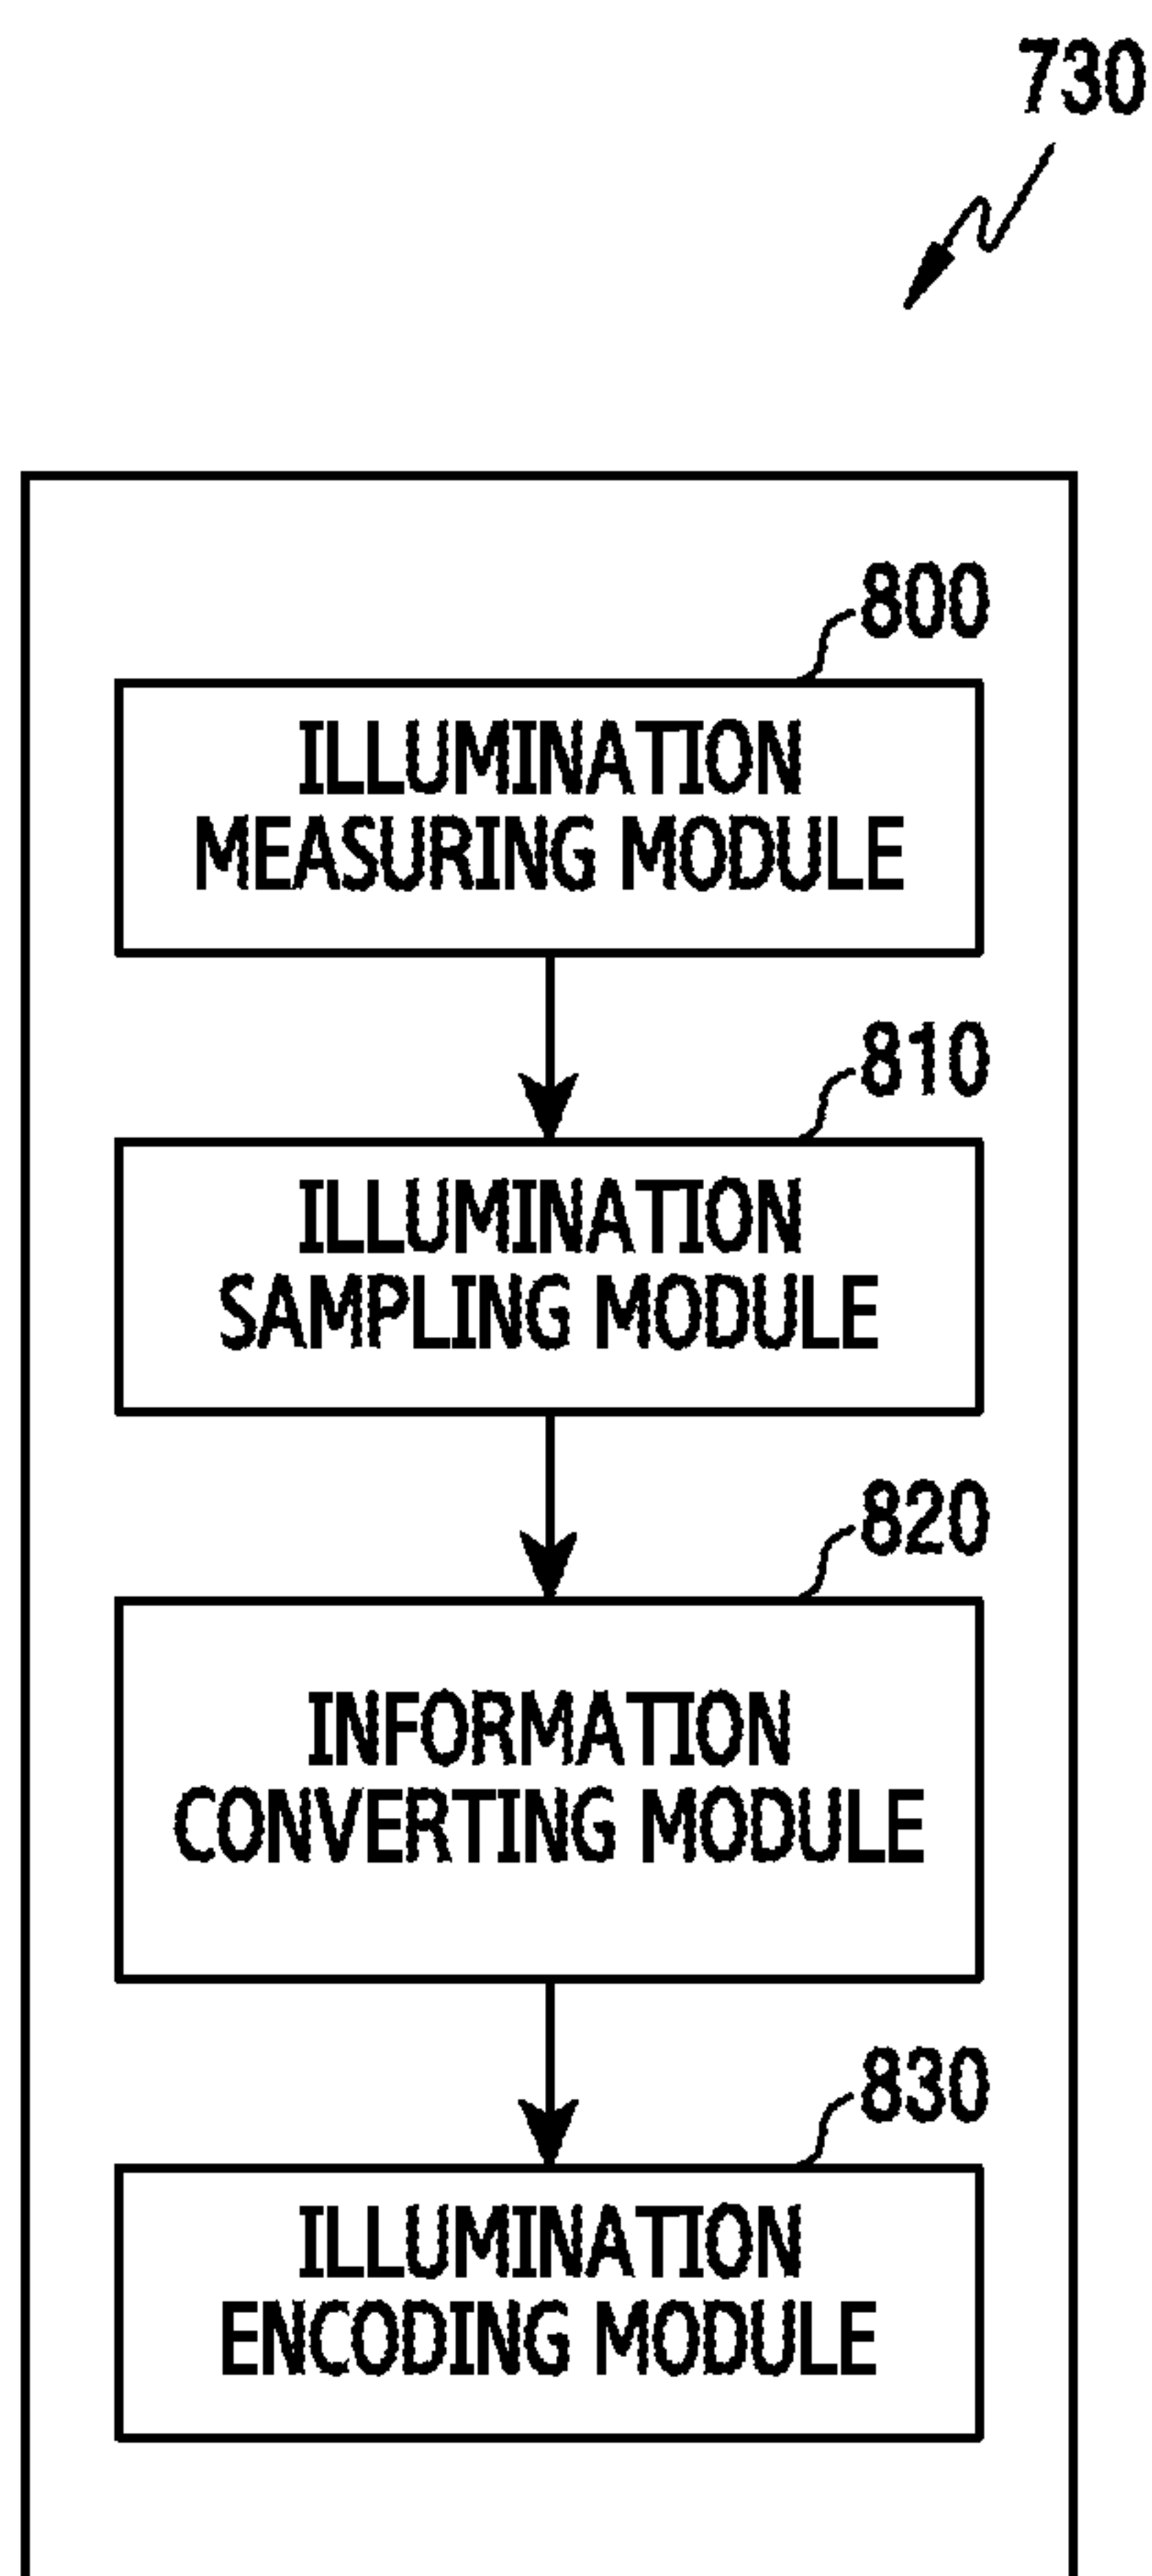 730
800
ILLUMINATION
MEASURING MODULE
810
ILLUMINATION
SAMPLING MODULE
820
INFORMATION
CONVERTING MODULE
830
ILLUMINATION
ENCODING MODULE